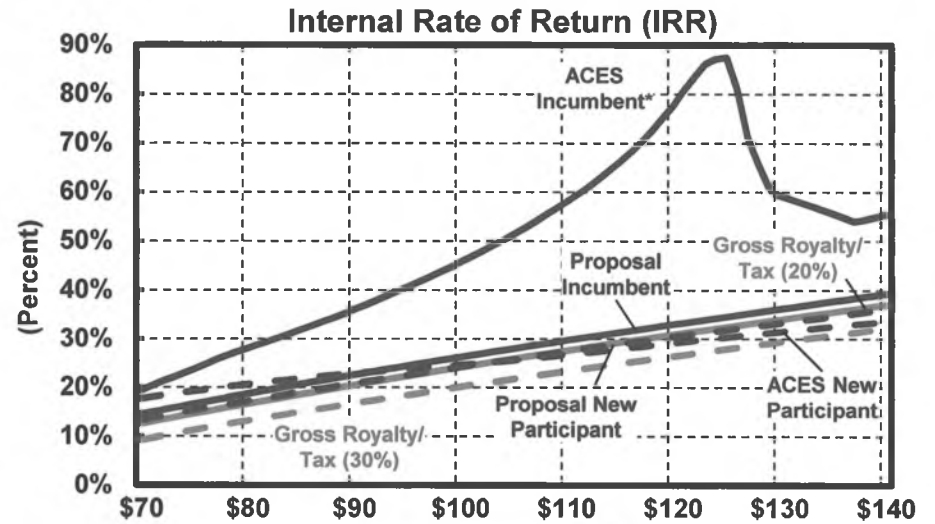 Internal Rate of Return (IRR)
90%
80%
70%
60%
50%
40%
30%
20%
10%
0%
(Percent)
ACES
Incumbent*
Proposal
Incumbent
Gross Royalty/
Tax (20%)
ACES New
Participant
Proposal New
Participant
Gross Royalty/
Tax (30%)
$70 $80 $90 $100 $110 $120 $130 $140